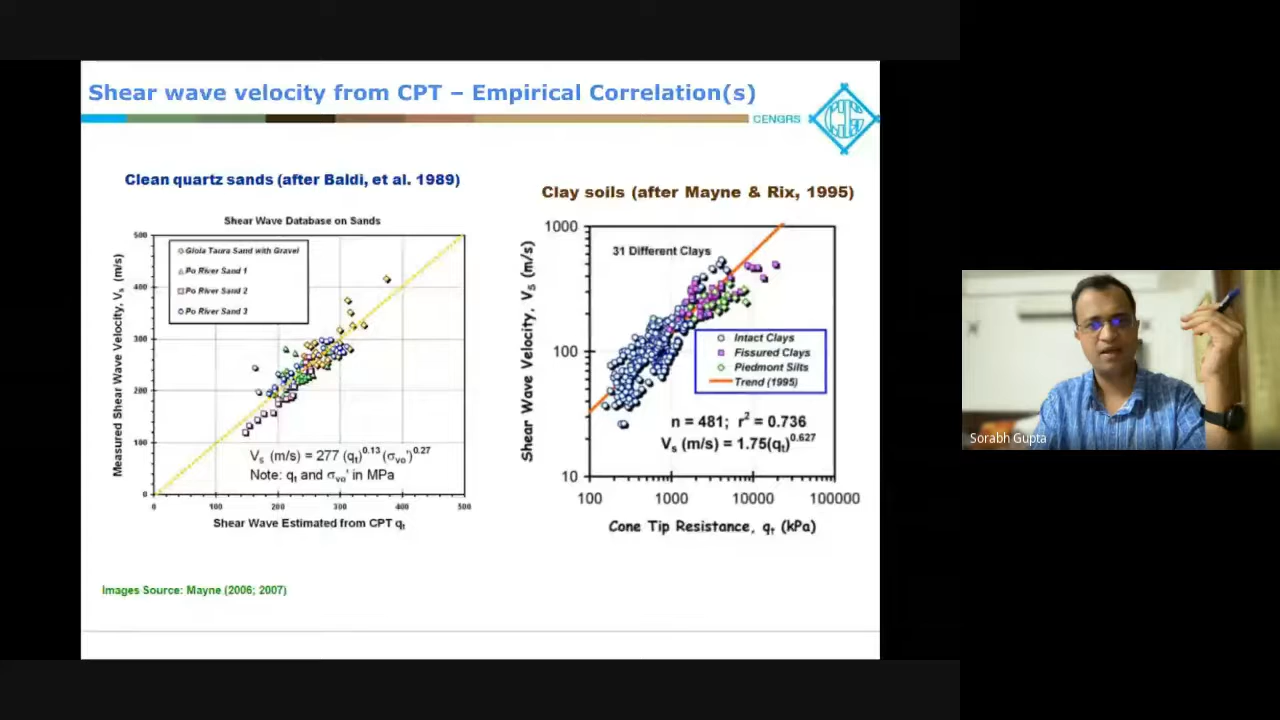 Shear wave velocity from CPT – Empirical Correlation(s)
CENGRS
Clean quartz sands (after Baldi, et al. 1989)
Shear Wave Database on Sands
Measured Shear Wave Velocity, Vs (m/s)
500
400
300
200
100
0
Gioia Taura Sand with Gravel
Po River Sand 1
Po River Sand 2
Po River Sand 3
Vs (m/s) = 277 (qt)^0.13 (σvo')^0.27
Note: qt and σvo' in MPa
0 100 200 300 400 500
Shear Wave Estimated from CPT qt
Clay soils (after Mayne & Rix, 1995)
Shear Wave Velocity, Vs (m/s)
1000
100
10
31 Different Clays
Intact Clays
Fissured Clays
Piedmont Silts
Trend (1995)
n = 481; r² = 0.736
Vs (m/s) = 1.75(qt)^0.627
100 1000 10000 100000
Cone Tip Resistance, qt (kPa)
Images Source: Mayne (2006; 2007)
Sorabh Gupta